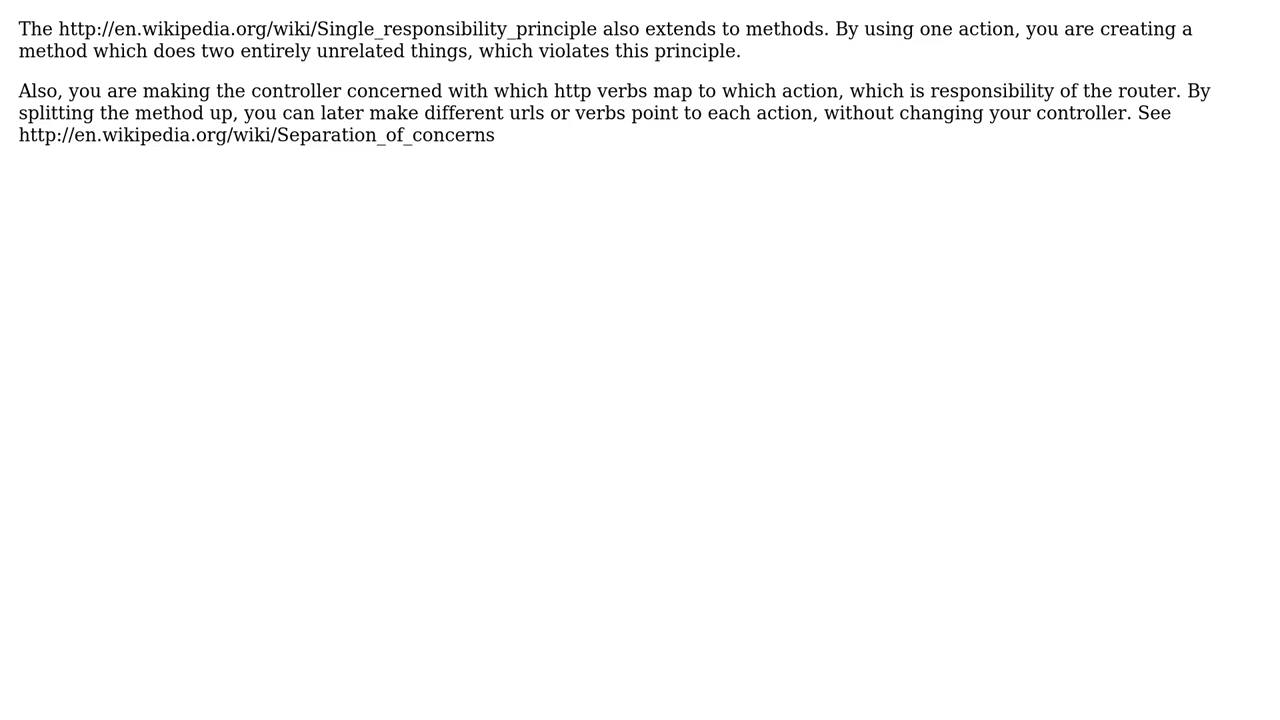 The http://en.wikipedia.org/wiki/Single_responsibility_principle also extends to methods. By using one action, you are creating a
method which does two entirely unrelated things, which violates this principle.
Also, you are making the controller concerned with which http verbs map to which action, which is responsibility of the router. By
splitting the method up, you can later make different urls or verbs point to each action, without changing your controller. See
http://en.wikipedia.org/wiki/Separation_of_concerns